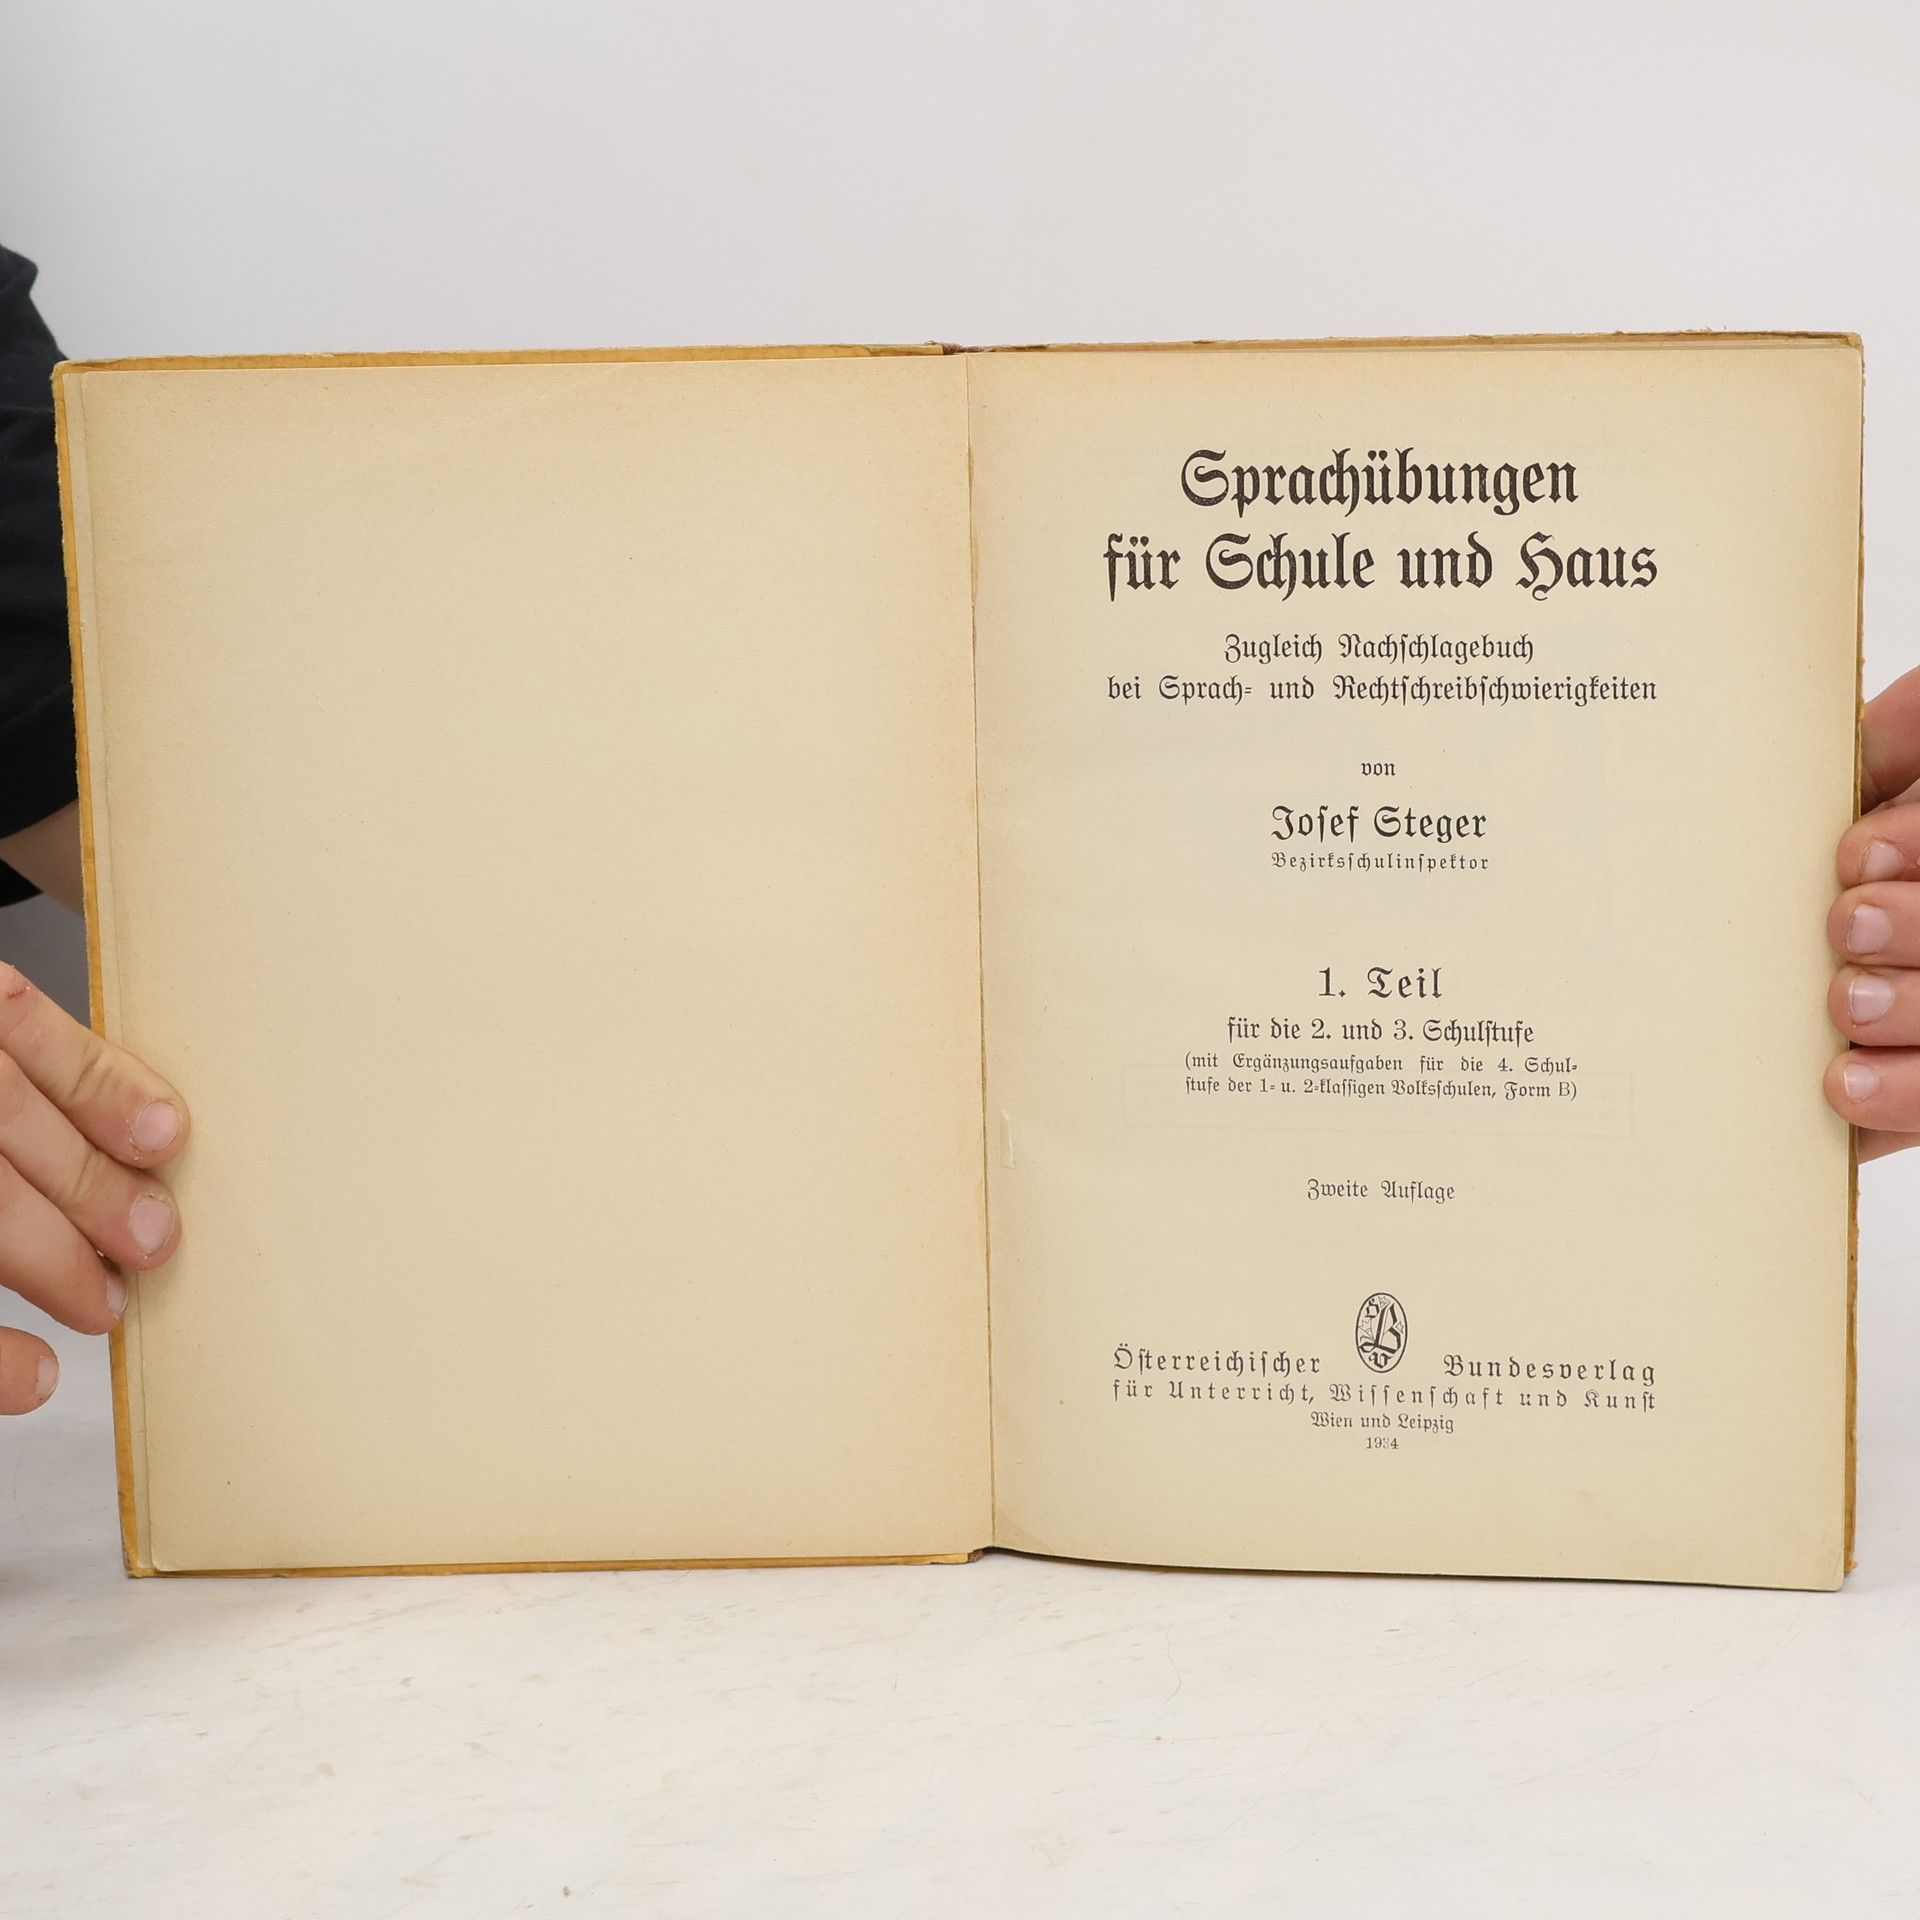 Sprachübungen
für Schule und Haus
Zugleich Nachschlagebuch
bei Sprach- und Rechtschreibschwierigkeiten
von
Josef Steger
Bezirksschulinspektor
1. Teil
für die 2. und 3. Schulstufe
(mit Ergänzungsaufgaben für die 4. Schul-
stufe der 1- u. 2-klassigen Volksschulen, Form B)
Zweite Auflage
Ö B V
Österreichischer Bundesverlag
für Unterricht, Wissenschaft und Kunst
Wien und Leipzig
1934